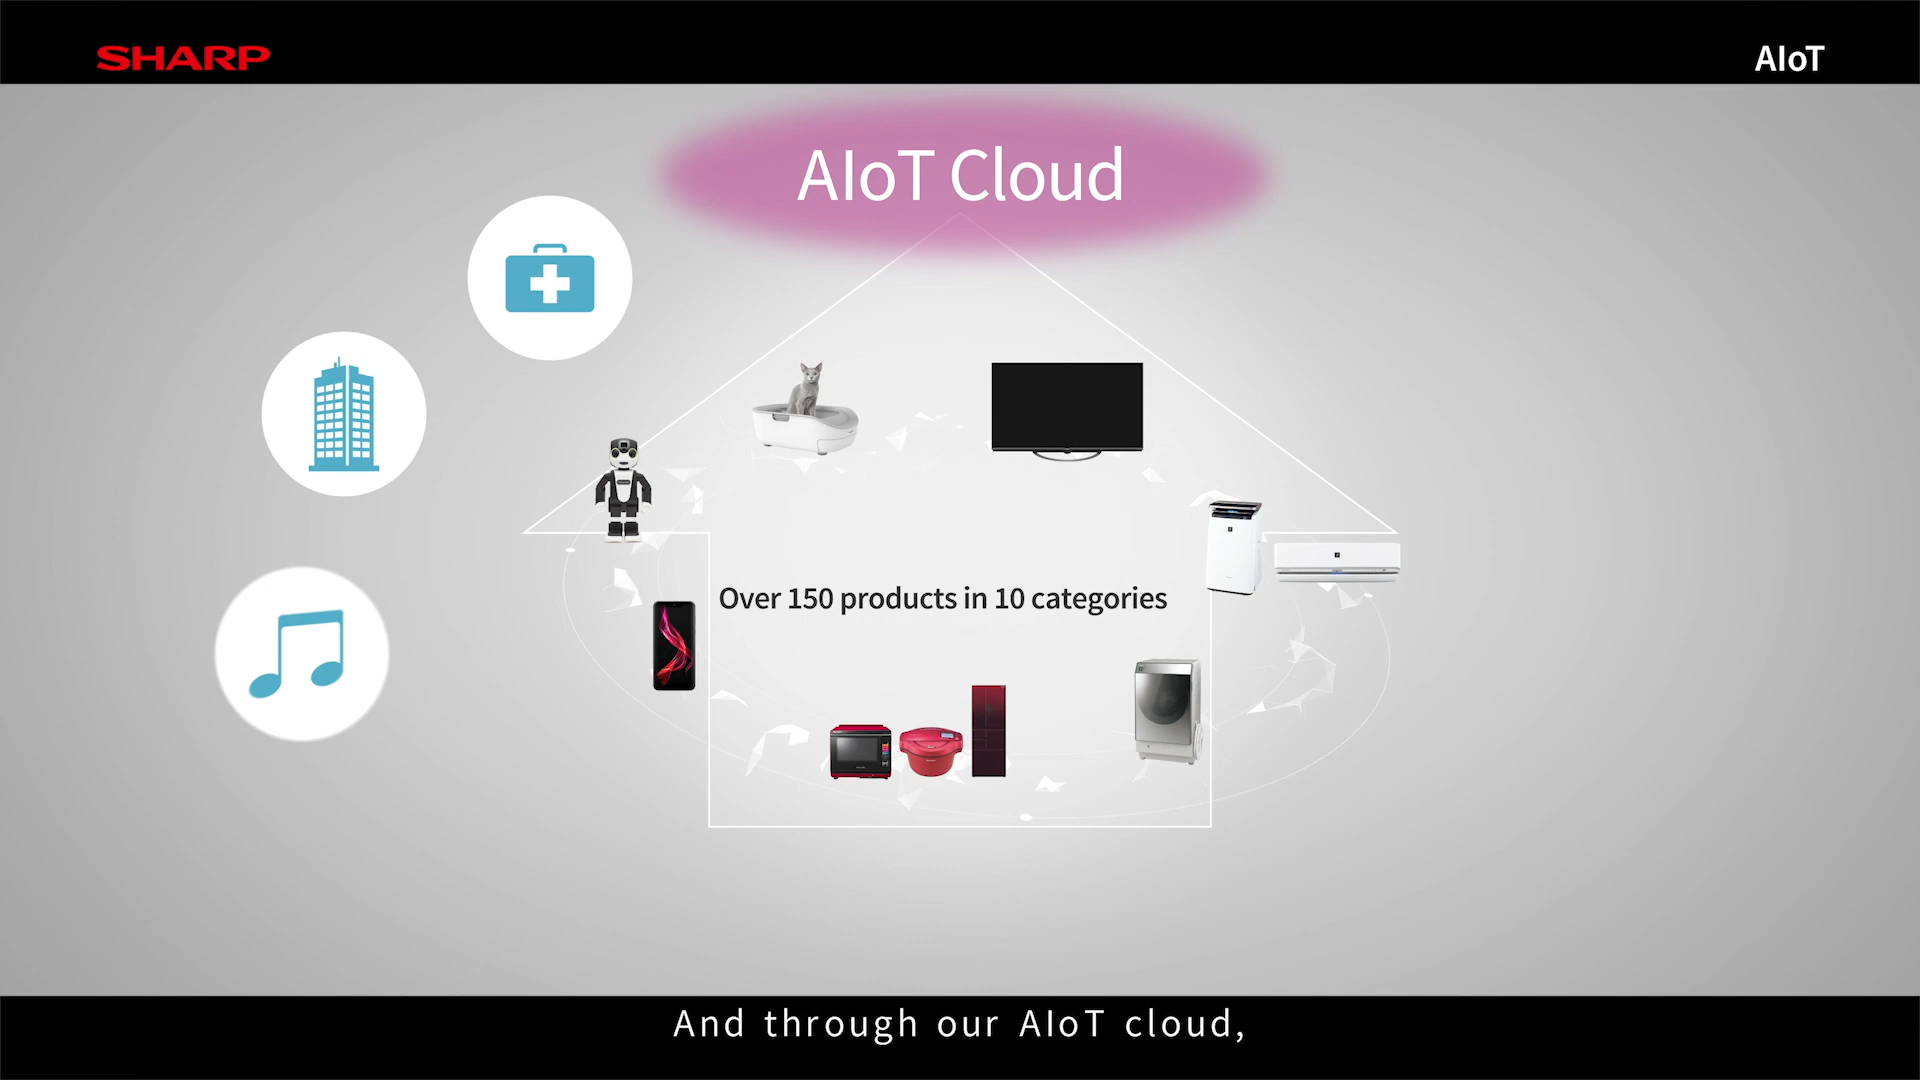 SHARP
AIoT
AIoT Cloud
Over 150 products in 10 categories
And through our AIoT cloud,